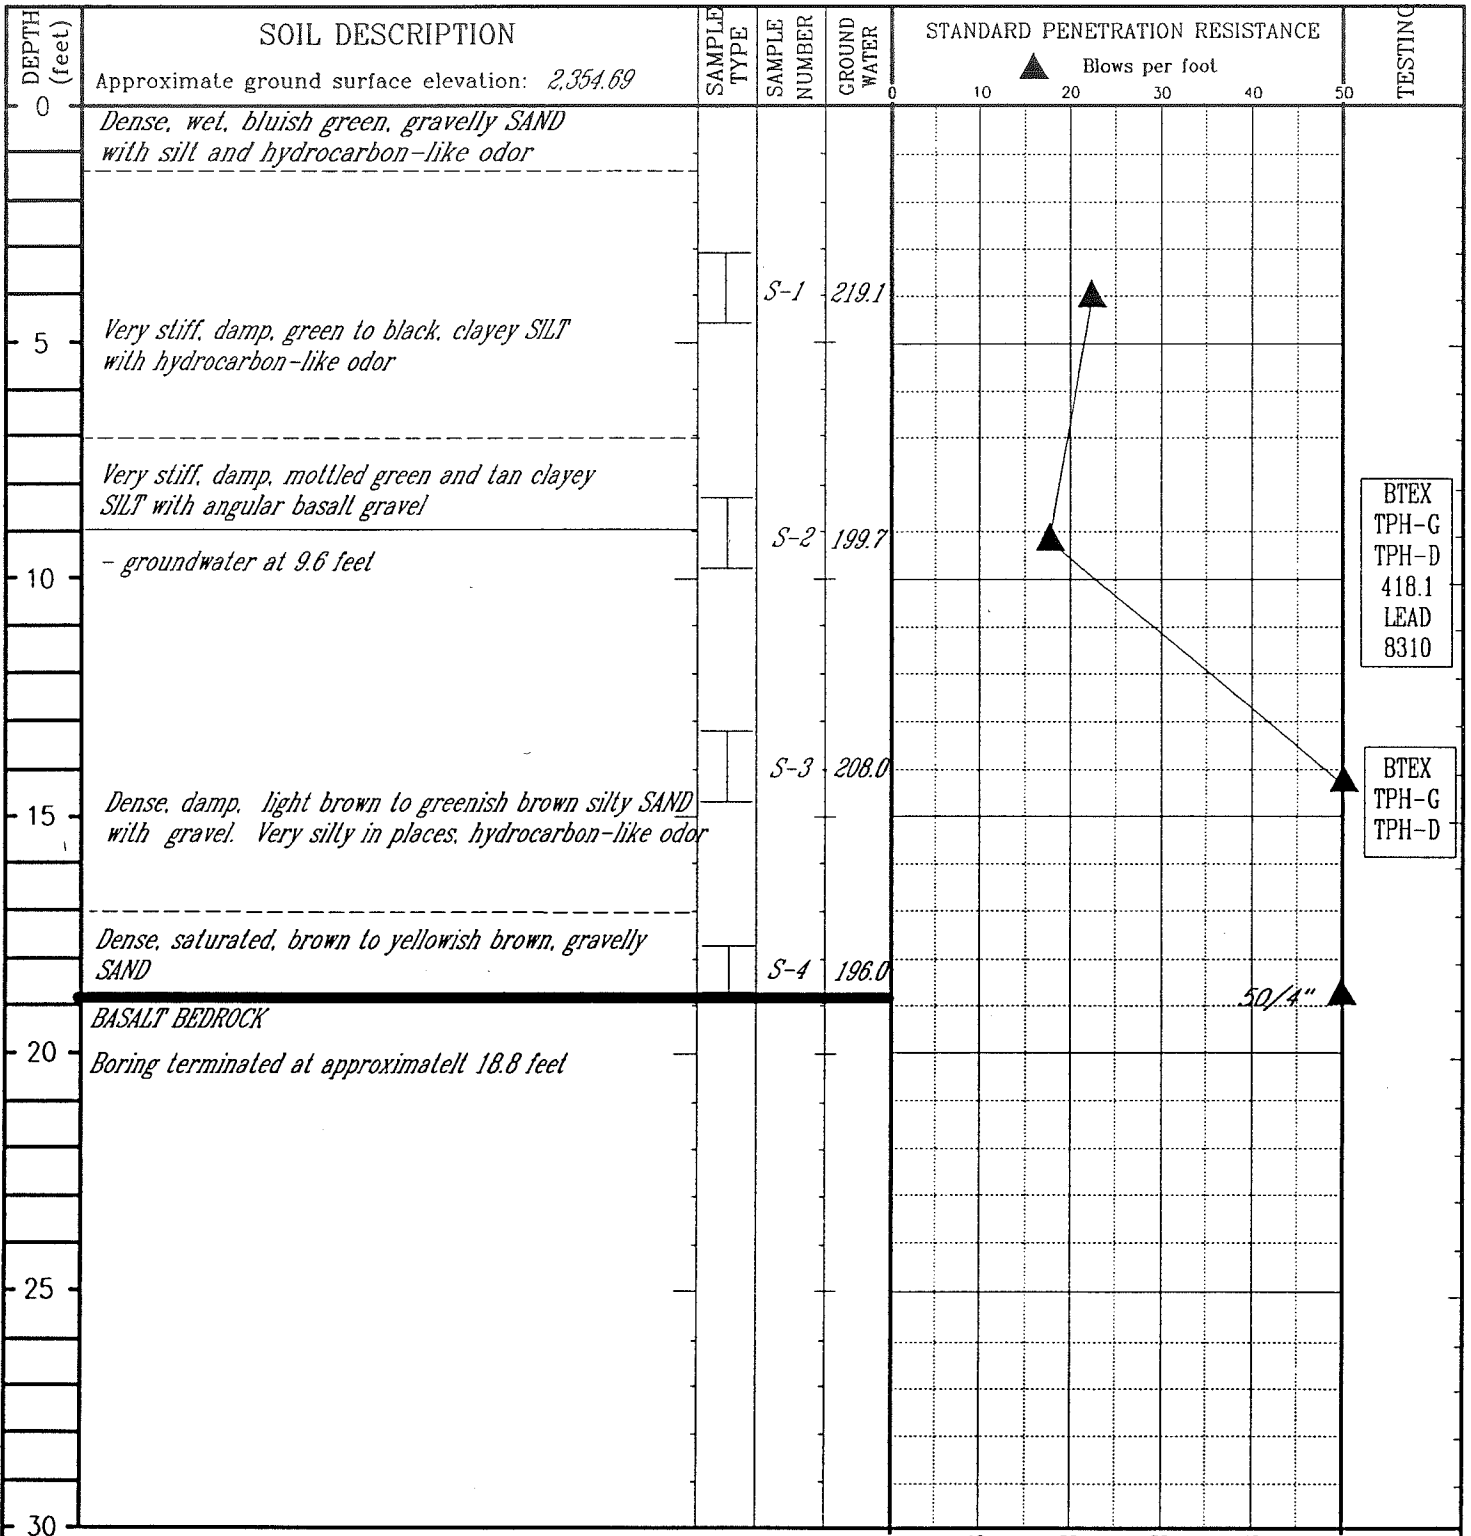 DEPTH
(feet)
SOIL DESCRIPTION
Approximate ground surface elevation: 2,354.69
SAMPLE
TYPE
SAMPLE
NUMBER
GROUND
WATER
STANDARD PENETRATION RESISTANCE
▲ Blows per foot
0 10 20 30 40 50
TESTING
0
Dense, wet, bluish green, gravelly SAND
with silt and hydrocarbon-like odor
S-1 219.1
5
Very stiff, damp, green to black, clayey SILT
with hydrocarbon-like odor
Very stiff, damp, mottled green and tan clayey
SILT with angular basalt gravel
S-2 199.7
- groundwater at 9.6 feet
10
BTEX
TPH-G
TPH-D
418.1
LEAD
8310
S-3 208.0
Dense, damp, light brown to greenish brown silty SAND
with gravel. Very silty in places, hydrocarbon-like odor
15
BTEX
TPH-G
TPH-D
Dense, saturated, brown to yellowish brown, gravelly
SAND
S-4 196.0
50/4"
BASALT BEDROCK
20
Boring terminated at approximatelt 18.8 feet
25
30